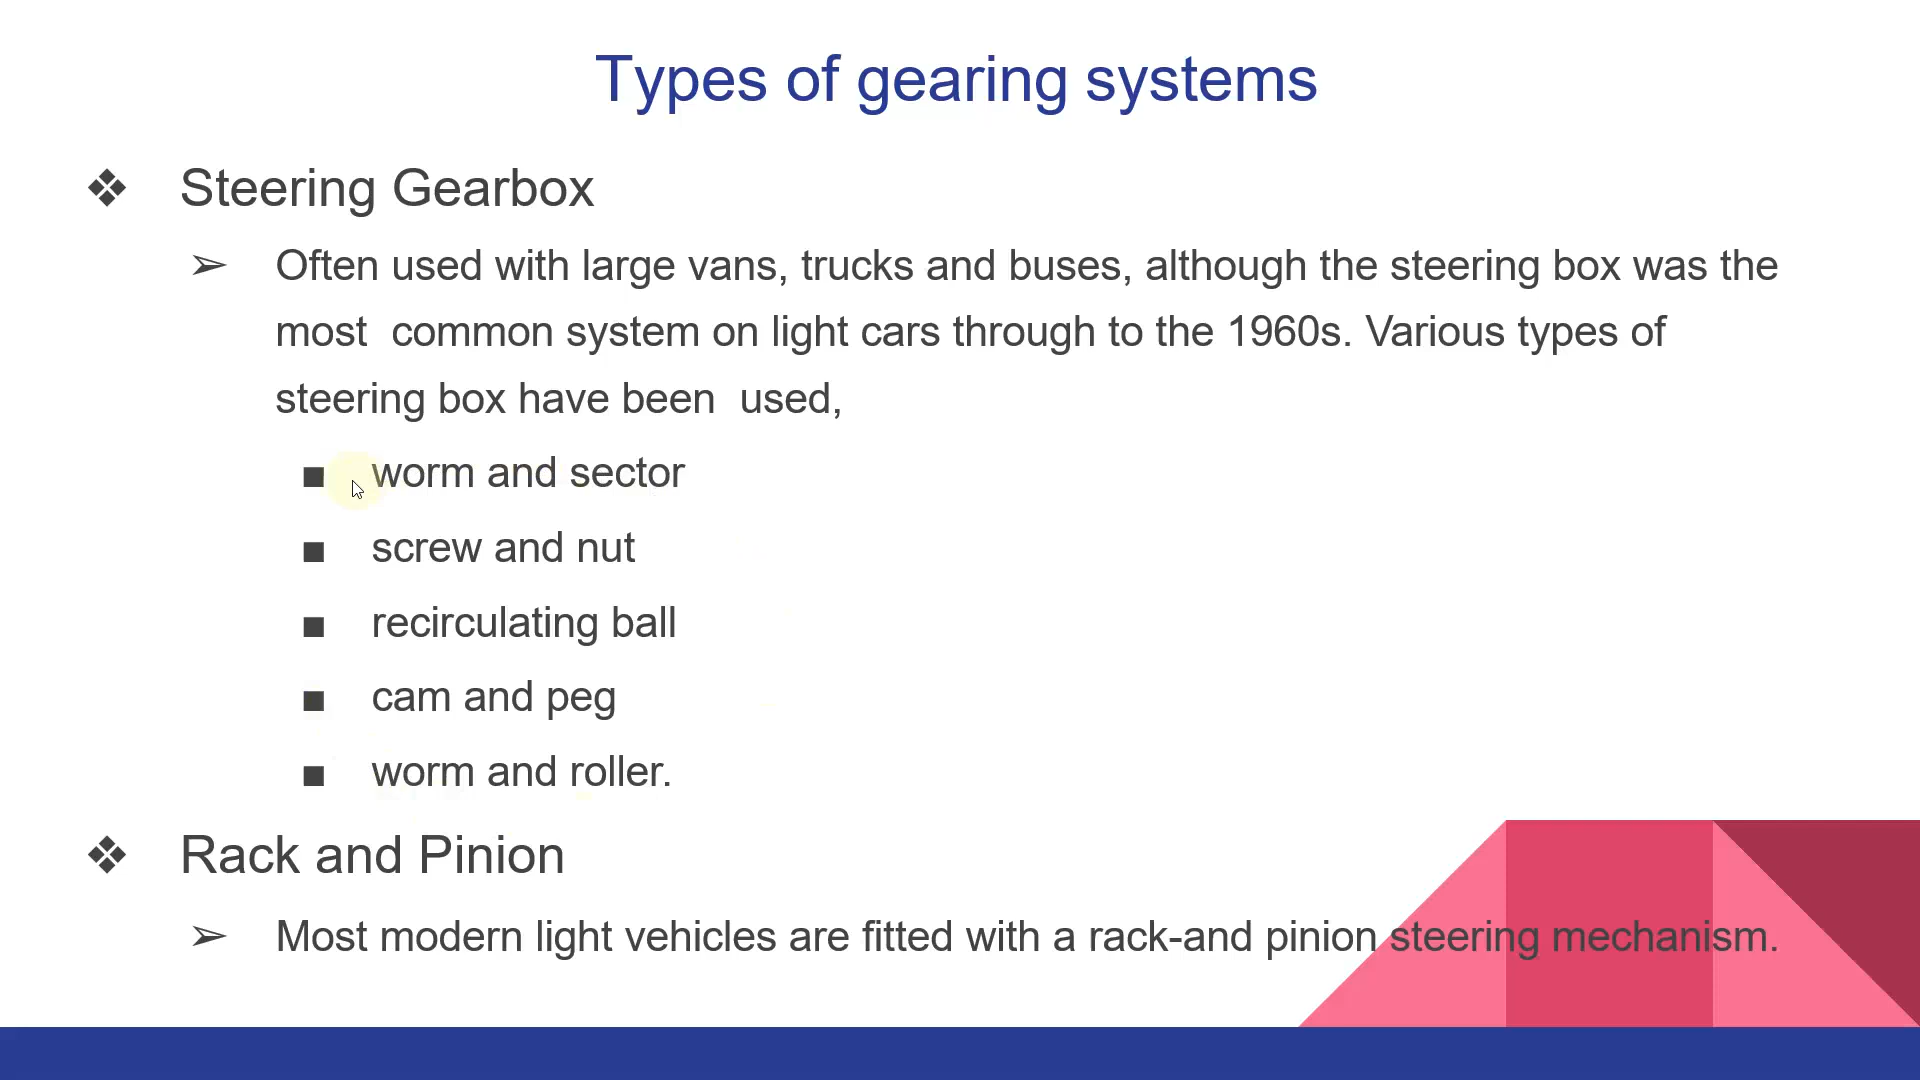 Types of gearing systems
❖ Steering Gearbox
➢ Often used with large vans, trucks and buses, although the steering box was the
most common system on light cars through to the 1960s. Various types of
steering box have been used,
■ worm and sector
■ screw and nut
■ recirculating ball
■ cam and peg
■ worm and roller.
❖ Rack and Pinion
➢ Most modern light vehicles are fitted with a rack-and pinion steering mechanism.